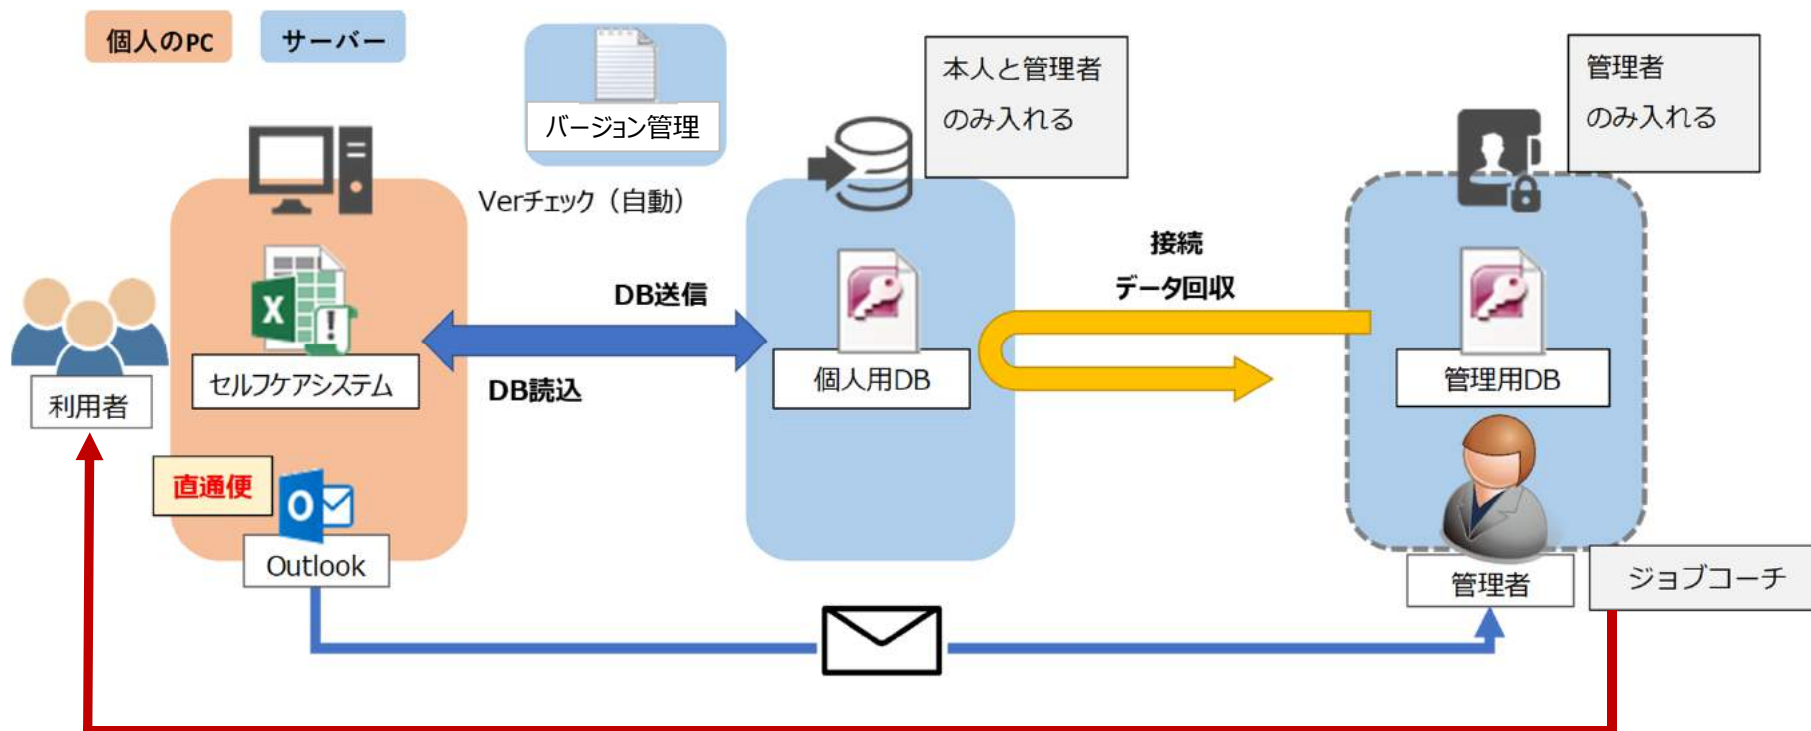 個人のPC
サーバー
バージョン管理
Verチェック（自動）
本人と管理者
のみ入れる
管理者
のみ入れる
接続
データ回収
DB送信
DB読込
利用者
セルフケアシステム
個人用DB
管理用DB
直通便
Outlook
管理者
ジョブコーチ